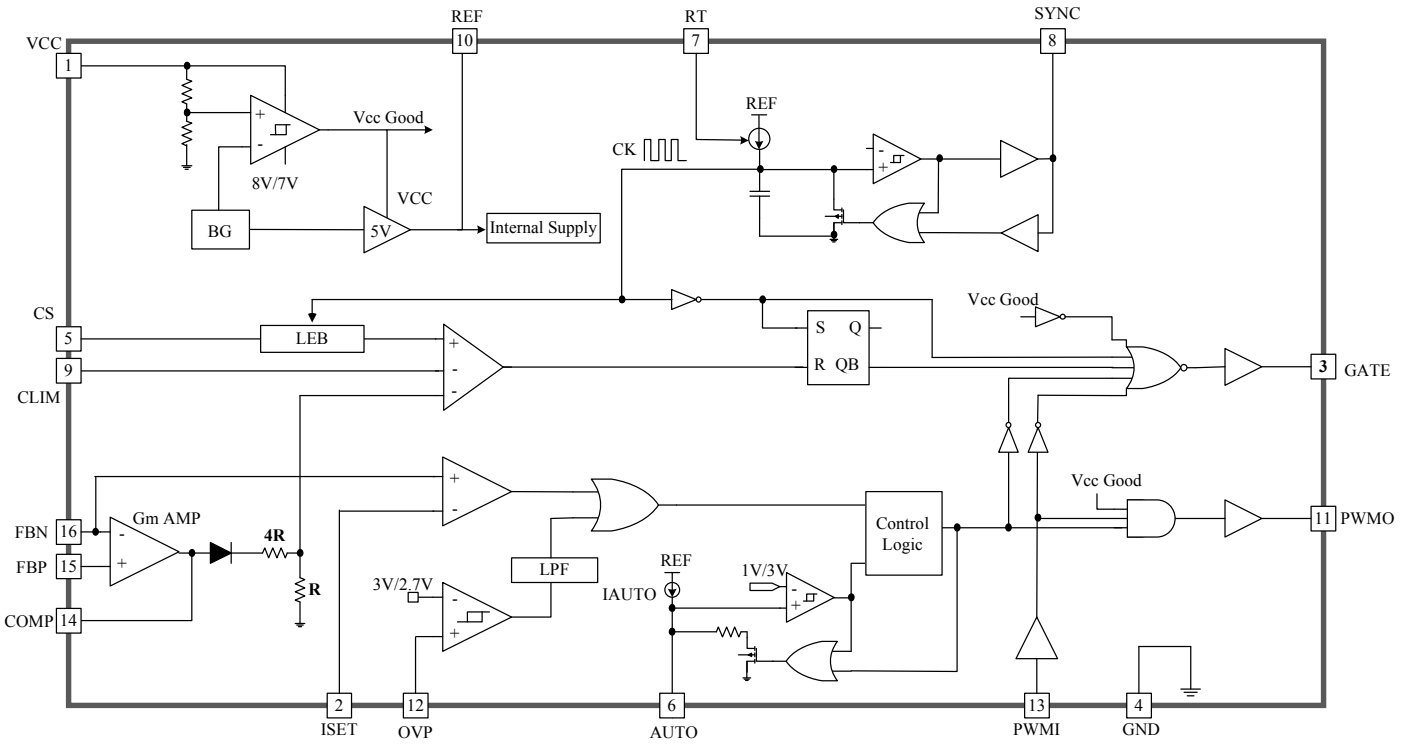 REF
RT
SYNC
VCC
10
7
8
1
REF
Vcc Good
+
-
CK
-
+
8V/7V
VCC
BG
5V
Internal Supply
CS
Vcc Good
5
LEB
+
S Q
9
-
R QB
3
GATE
CLIM
-
+
Vcc Good
Gm AMP
FBN
16
-
-
Control
Logic
11
PWMO
4R
FBP
15
+
LPF
REF
1V/3V
3V/2.7V
R
IAUTO
-
-
+
COMP
14
+
2
12
6
13
4
ISET
OVP
AUTO
PWMI
GND